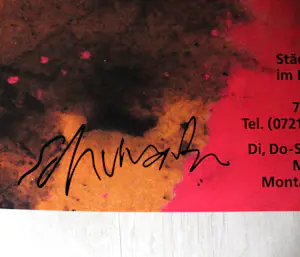 Städ
im
7
Tel. (0721
Di, Do-S
M
Monta